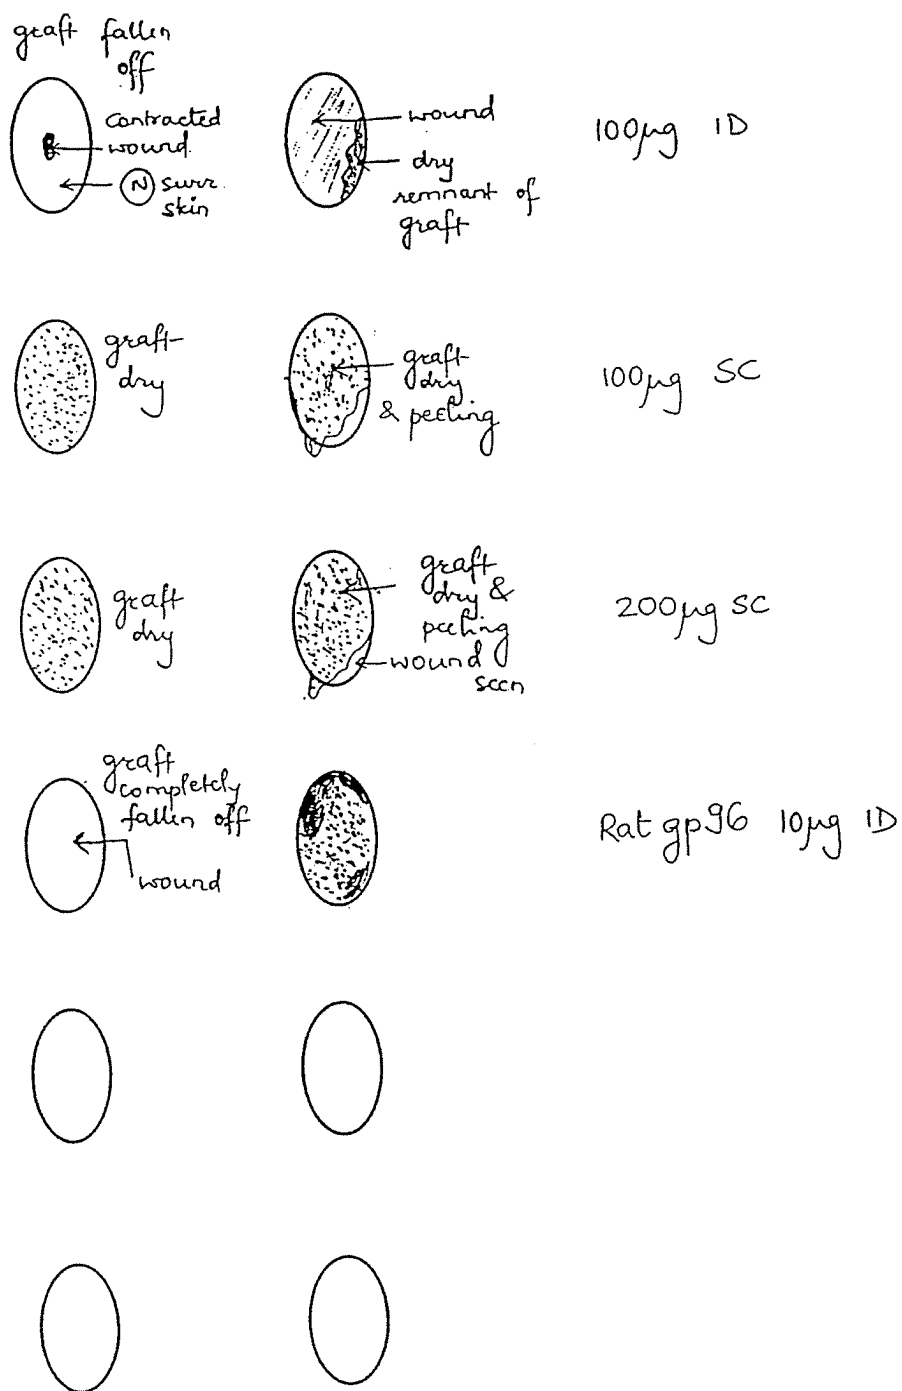 graft fallen
off
contracted
wound
N surr.
skin
wound
dry
remnant of
graft
100µg ID
graft
dry
graft
dry
& peeling
100µg SC
graft
dry
graft
dry &
peeling
wound
seen
200µg SC
graft
completely
fallen off
wound
Rat gp96 10µg ID